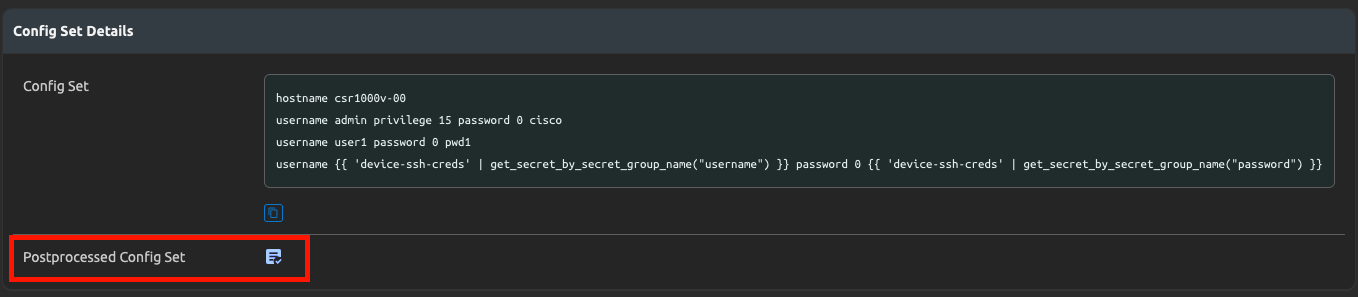 Config Set Details
Config Set
hostname csr1000v-00
username admin privilege 15 password 0 cisco
username user1 password 0 pwd1
username {{ 'device-ssh-creds' | get_secret_by_secret_group_name("username") }} password 0 {{ 'device-ssh-creds' | get_secret_by_secret_group_name("password") }}
Postprocessed Config Set